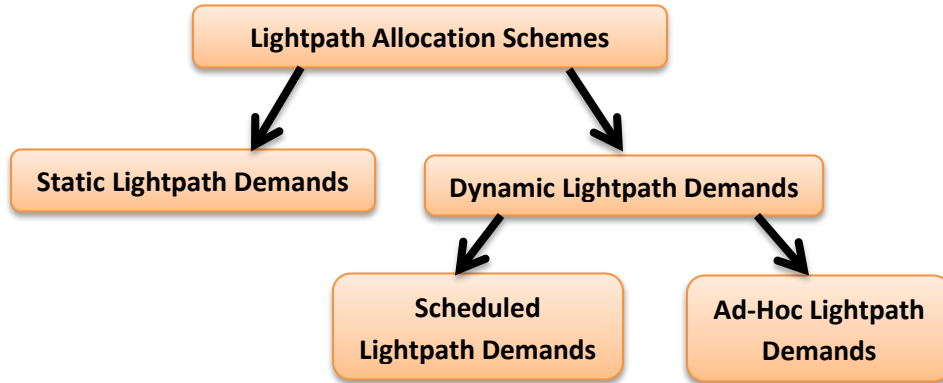 Lightpath Allocation Schemes
Static Lightpath Demands
Dynamic Lightpath Demands
Scheduled
Lightpath Demands
Ad-Hoc Lightpath
Demands